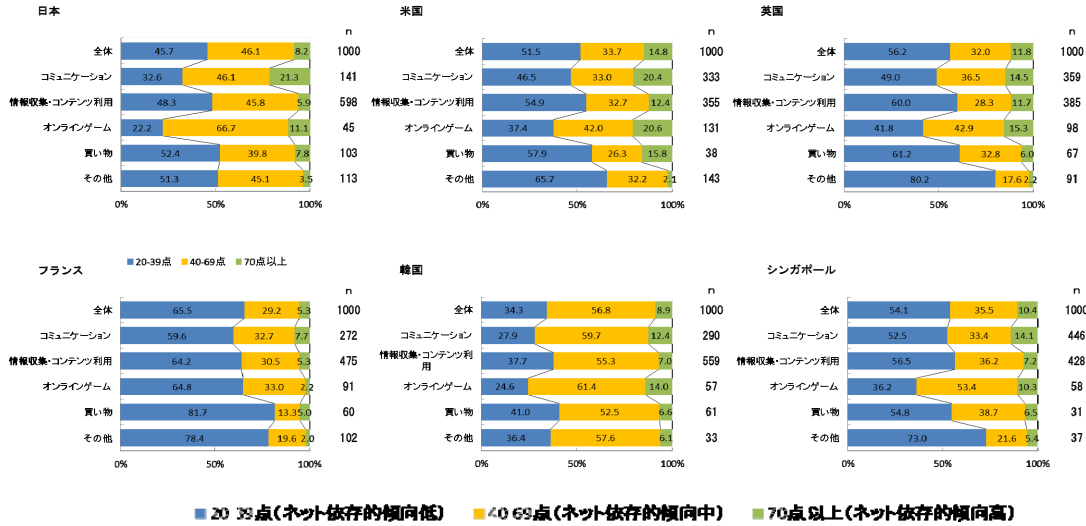 日本
n
全体 45.7 46.1 8.2 1000
コミュニケーション 32.6 46.1 21.3 141
情報収集・コンテンツ利用 48.3 45.8 5.9 598
オンラインゲーム 22.2 66.7 11.1 45
買い物 52.4 39.8 7.8 103
その他 51.3 45.1 3.5 113
0% 50% 100%
米国
n
全体 51.5 33.7 14.8 1000
コミュニケーション 46.5 33.0 20.4 333
情報収集・コンテンツ利用 54.9 32.7 12.4 355
オンラインゲーム 37.4 42.0 20.6 131
買い物 57.9 26.3 15.8 38
その他 65.7 32.2 2.1 143
0% 50% 100%
英国
n
全体 56.2 32.0 11.8 1000
コミュニケーション 49.0 36.5 14.5 359
情報収集・コンテンツ利用 60.0 28.3 11.7 385
オンラインゲーム 41.8 42.9 15.3 98
買い物 61.2 32.8 6.0 67
その他 80.2 17.6 2.2 91
0% 50% 100%
フランス
20-39点 40-69点 70点以上
n
全体 65.5 29.2 5.3 1000
コミュニケーション 59.6 32.7 7.7 272
情報収集・コンテンツ利用 64.2 30.5 5.3 475
オンラインゲーム 64.8 33.0 2.2 91
買い物 81.7 13.3 5.0 60
その他 78.4 19.6 2.0 102
0% 50% 100%
韓国
n
全体 34.3 56.8 8.9 1000
コミュニケーション 27.9 59.7 12.4 290
情報収集・コンテンツ利
用 37.7 55.3 7.0 559
オンラインゲーム 24.6 61.4 14.0 57
買い物 41.0 52.5 6.6 61
その他 36.4 57.6 6.1 33
0% 50% 100%
シンガポール
n
全体 54.1 35.5 10.4 1000
コミュニケーション 52.5 33.4 14.1 446
情報収集・コンテンツ利用 56.5 36.2 7.2 428
オンラインゲーム 36.2 53.4 10.3 58
買い物 54.8 38.7 6.5 31
その他 73.0 21.6 5.4 37
0% 50% 100%
20-39点(ネット依存的傾向低) 40-69点(ネット依存的傾向中) 70点以上(ネット依存的傾向高)